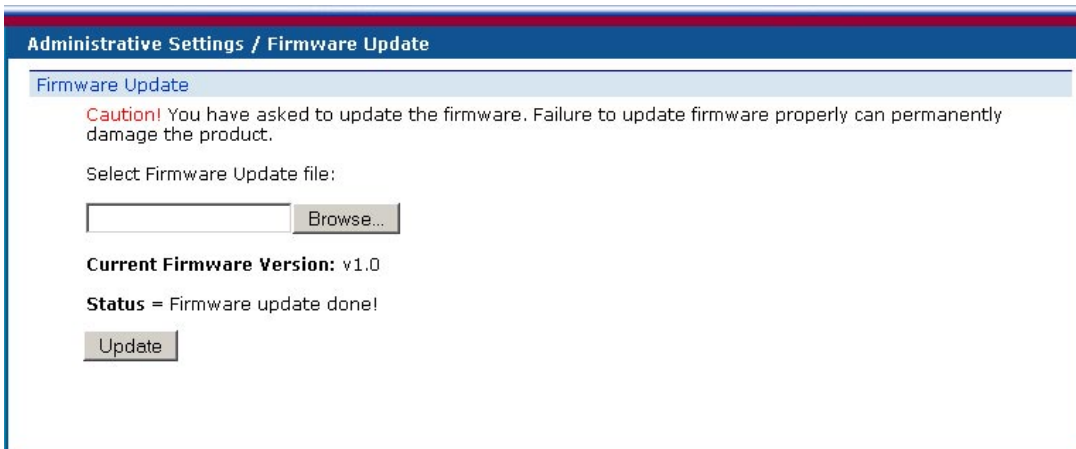 Administrative Settings / Firmware Update
Firmware Update
Caution! You have asked to update the firmware. Failure to update firmware properly can permanently
damage the product.
Select Firmware Update file:
Browse...
Current Firmware Version: v1.0
Status = Firmware update done!
Update